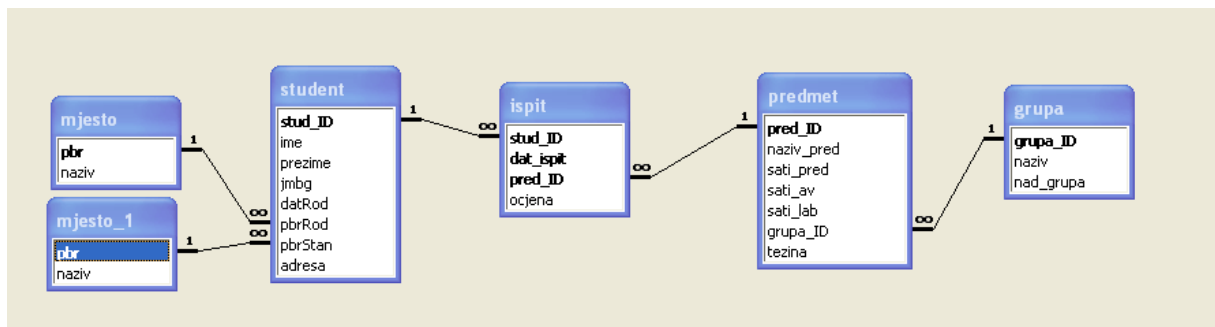 mjesto
pbr
naziv
mjesto_1
pbr
naziv
student
stud_ID
ime
prezime
jmbg
datRod
pbrRod
pbrStan
adresa
ispit
stud_ID
dat_ispit
pred_ID
ocjena
predmet
pred_ID
naziv_pred
sati_pred
sati_av
sati_lab
grupa_ID
tezina
grupa
grupa_ID
naziv
nad_grupa
1
∞
1
∞
1
∞
1
∞
1
∞